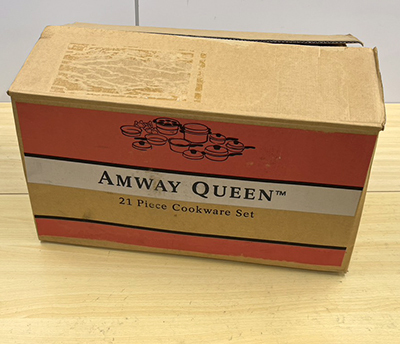 AMWAY QUEEN™
21 Piece Cookware Set